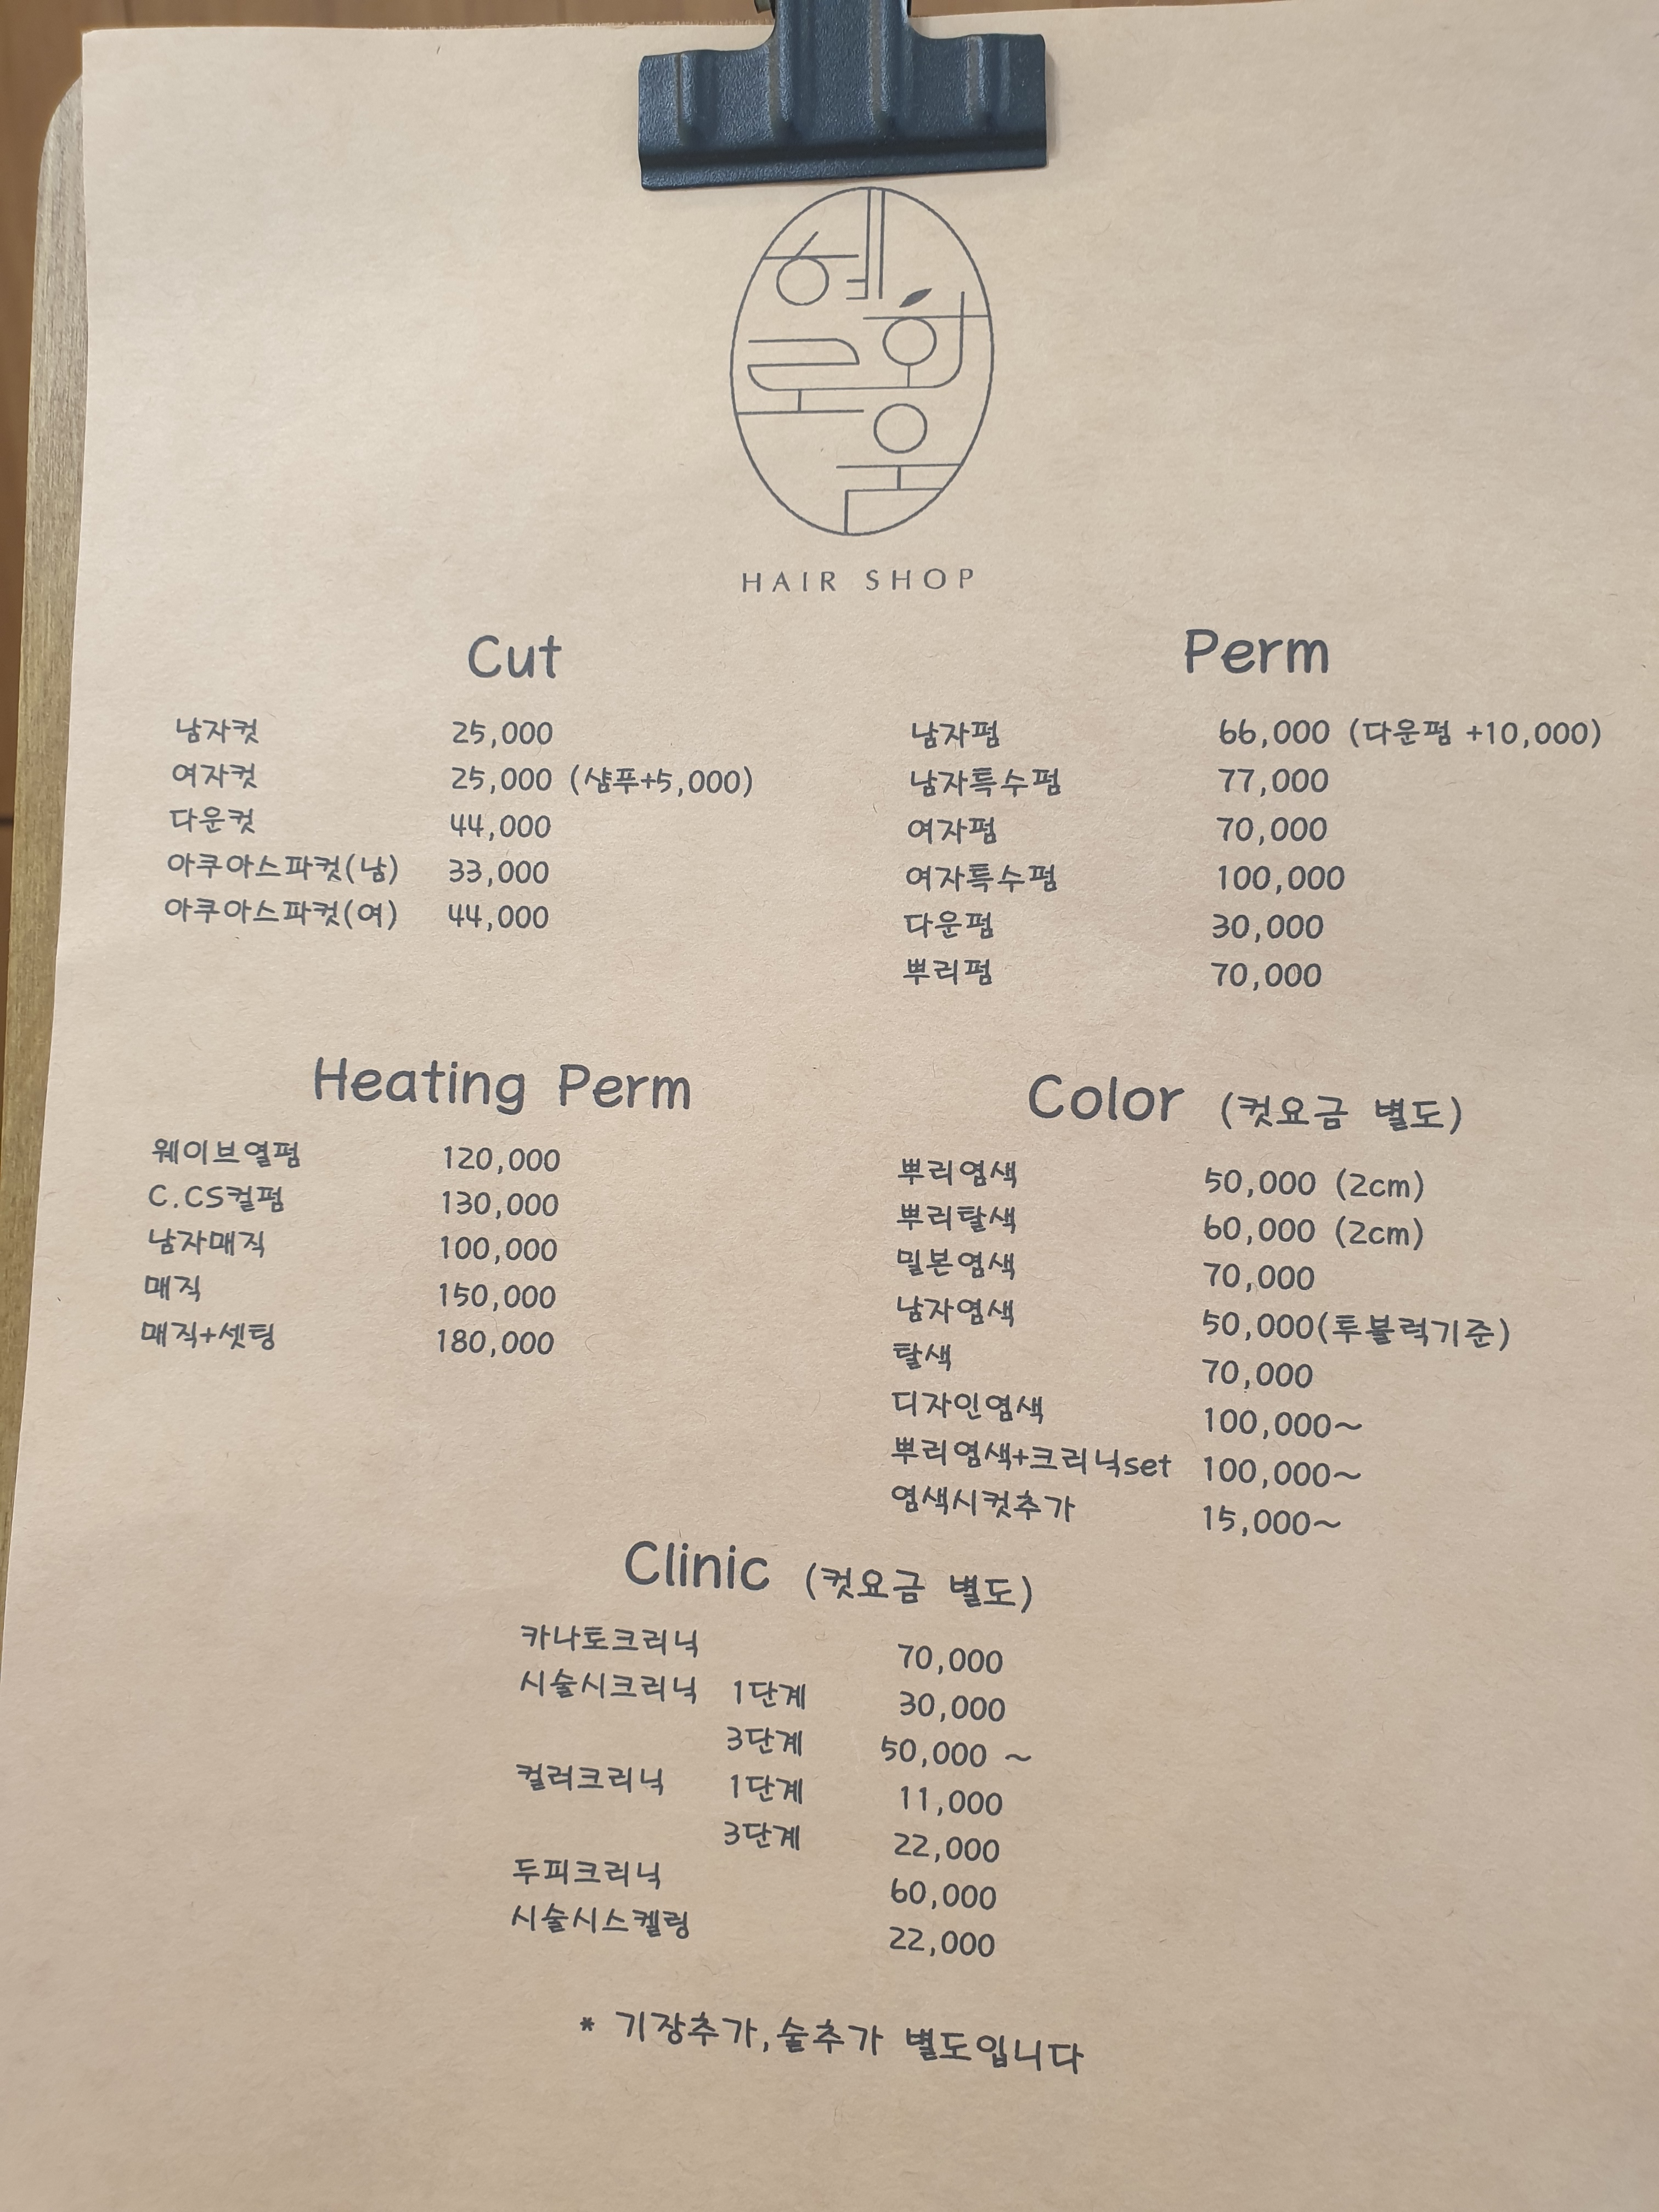 혜화로운
HAIR SHOP
Cut
남자컷 25,000
여자컷 25,000 (샴푸+5,000)
다운컷 44,000
아쿠아스파컷(남) 33,000
아쿠아스파컷(여) 44,000
Perm
남자펌 66,000 (다운펌 +10,000)
남자특수펌 77,000
여자펌 70,000
여자특수펌 100,000
다운펌 30,000
뿌리펌 70,000
Heating Perm
웨이브열펌 120,000
C.CS컬펌 130,000
남자매직 100,000
매직 150,000
매직+셋팅 180,000
Color (컷요금 별도)
뿌리염색 50,000 (2cm)
뿌리탈색 60,000 (2cm)
밀본염색 70,000
남자염색 50,000(투블럭기준)
탈색 70,000
디자인염색 100,000~
뿌리염색+크리닉set 100,000~
염색시컷추가 15,000~
Clinic (컷요금 별도)
카나토크리닉 70,000
시술시크리닉 1단계 30,000
3단계 50,000 ~
컬러크리닉 1단계 11,000
3단계 22,000
두피크리닉 60,000
시술시스켈링 22,000
* 기장추가,술추가 별도입니다